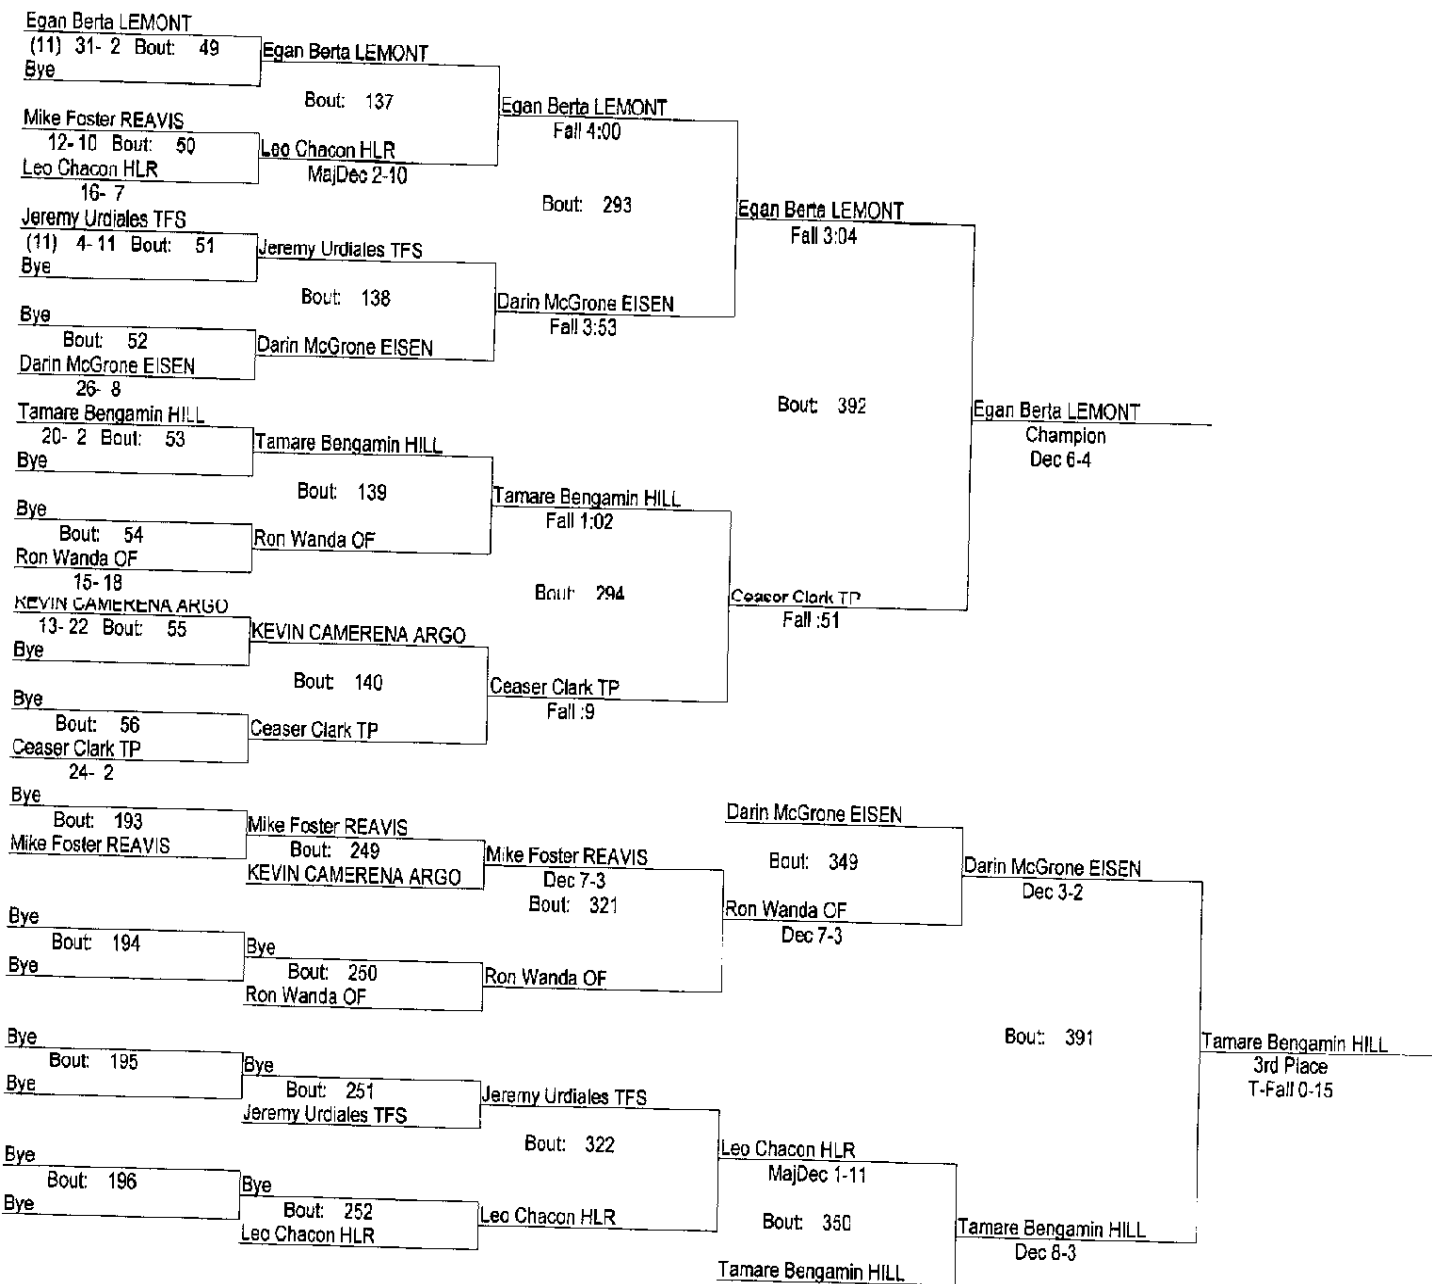 Egan Berta LEMONT
(11) 31- 2 Bout: 49
Bye
Egan Berta LEMONT
Bout: 137
Mike Foster REAVIS
12- 10 Bout: 50
Leo Chacon HLR
16- 7
Leo Chacon HLR
MajDec 2-10
Egan Berta LEMONT
Fall 4:00
Bout: 293
Jeremy Urdiales TFS
(11) 4- 11 Bout: 51
Bye
Jeremy Urdiales TFS
Bout: 138
Bye
Bout: 52
Darin McGrone EISEN
26- 8
Darin McGrone EISEN
Darin McGrone EISEN
Fall 3:53
Egan Berta LEMONT
Fall 3:04
Bout: 392
Tamare Bengamin HILL
20- 2 Bout: 53
Bye
Tamare Bengamin HILL
Bout: 139
Bye
Bout: 54
Ron Wanda OF
15- 18
Ron Wanda OF
Tamare Bengamin HILL
Fall 1:02
Bout: 294
KEVIN CAMERENA ARGO
13- 22 Bout: 55
Bye
KEVIN CAMERENA ARGO
Bout: 140
Bye
Bout: 56
Ceaser Clark TP
24- 2
Ceaser Clark TP
Ceaser Clark TP
Fall :9
Ceaser Clark TP
Fall :51
Egan Berta LEMONT
Champion
Dec 6-4
Bye
Bout: 193
Mike Foster REAVIS
Mike Foster REAVIS
Bout: 249
KEVIN CAMERENA ARGO
Mike Foster REAVIS
Dec 7-3
Bout: 321
Bye
Bout: 194
Bye
Bye
Bout: 250
Ron Wanda OF
Ron Wanda OF
Darin McGrone EISEN
Bout: 349
Ron Wanda OF
Dec 7-3
Darin McGrone EISEN
Dec 3-2
Bout: 391
Bye
Bout: 195
Bye
Bye
Bout: 251
Jeremy Urdiales TFS
Jeremy Urdiales TFS
Bout: 322
Bye
Bout: 196
Bye
Bye
Bout: 252
Leo Chacon HLR
Leo Chacon HLR
Leo Chacon HLR
MajDec 1-11
Bout: 350
Tamare Bengamin HILL
Tamare Bengamin HILL
Dec 8-3
Tamare Bengamin HILL
3rd Place
T-Fall 0-15